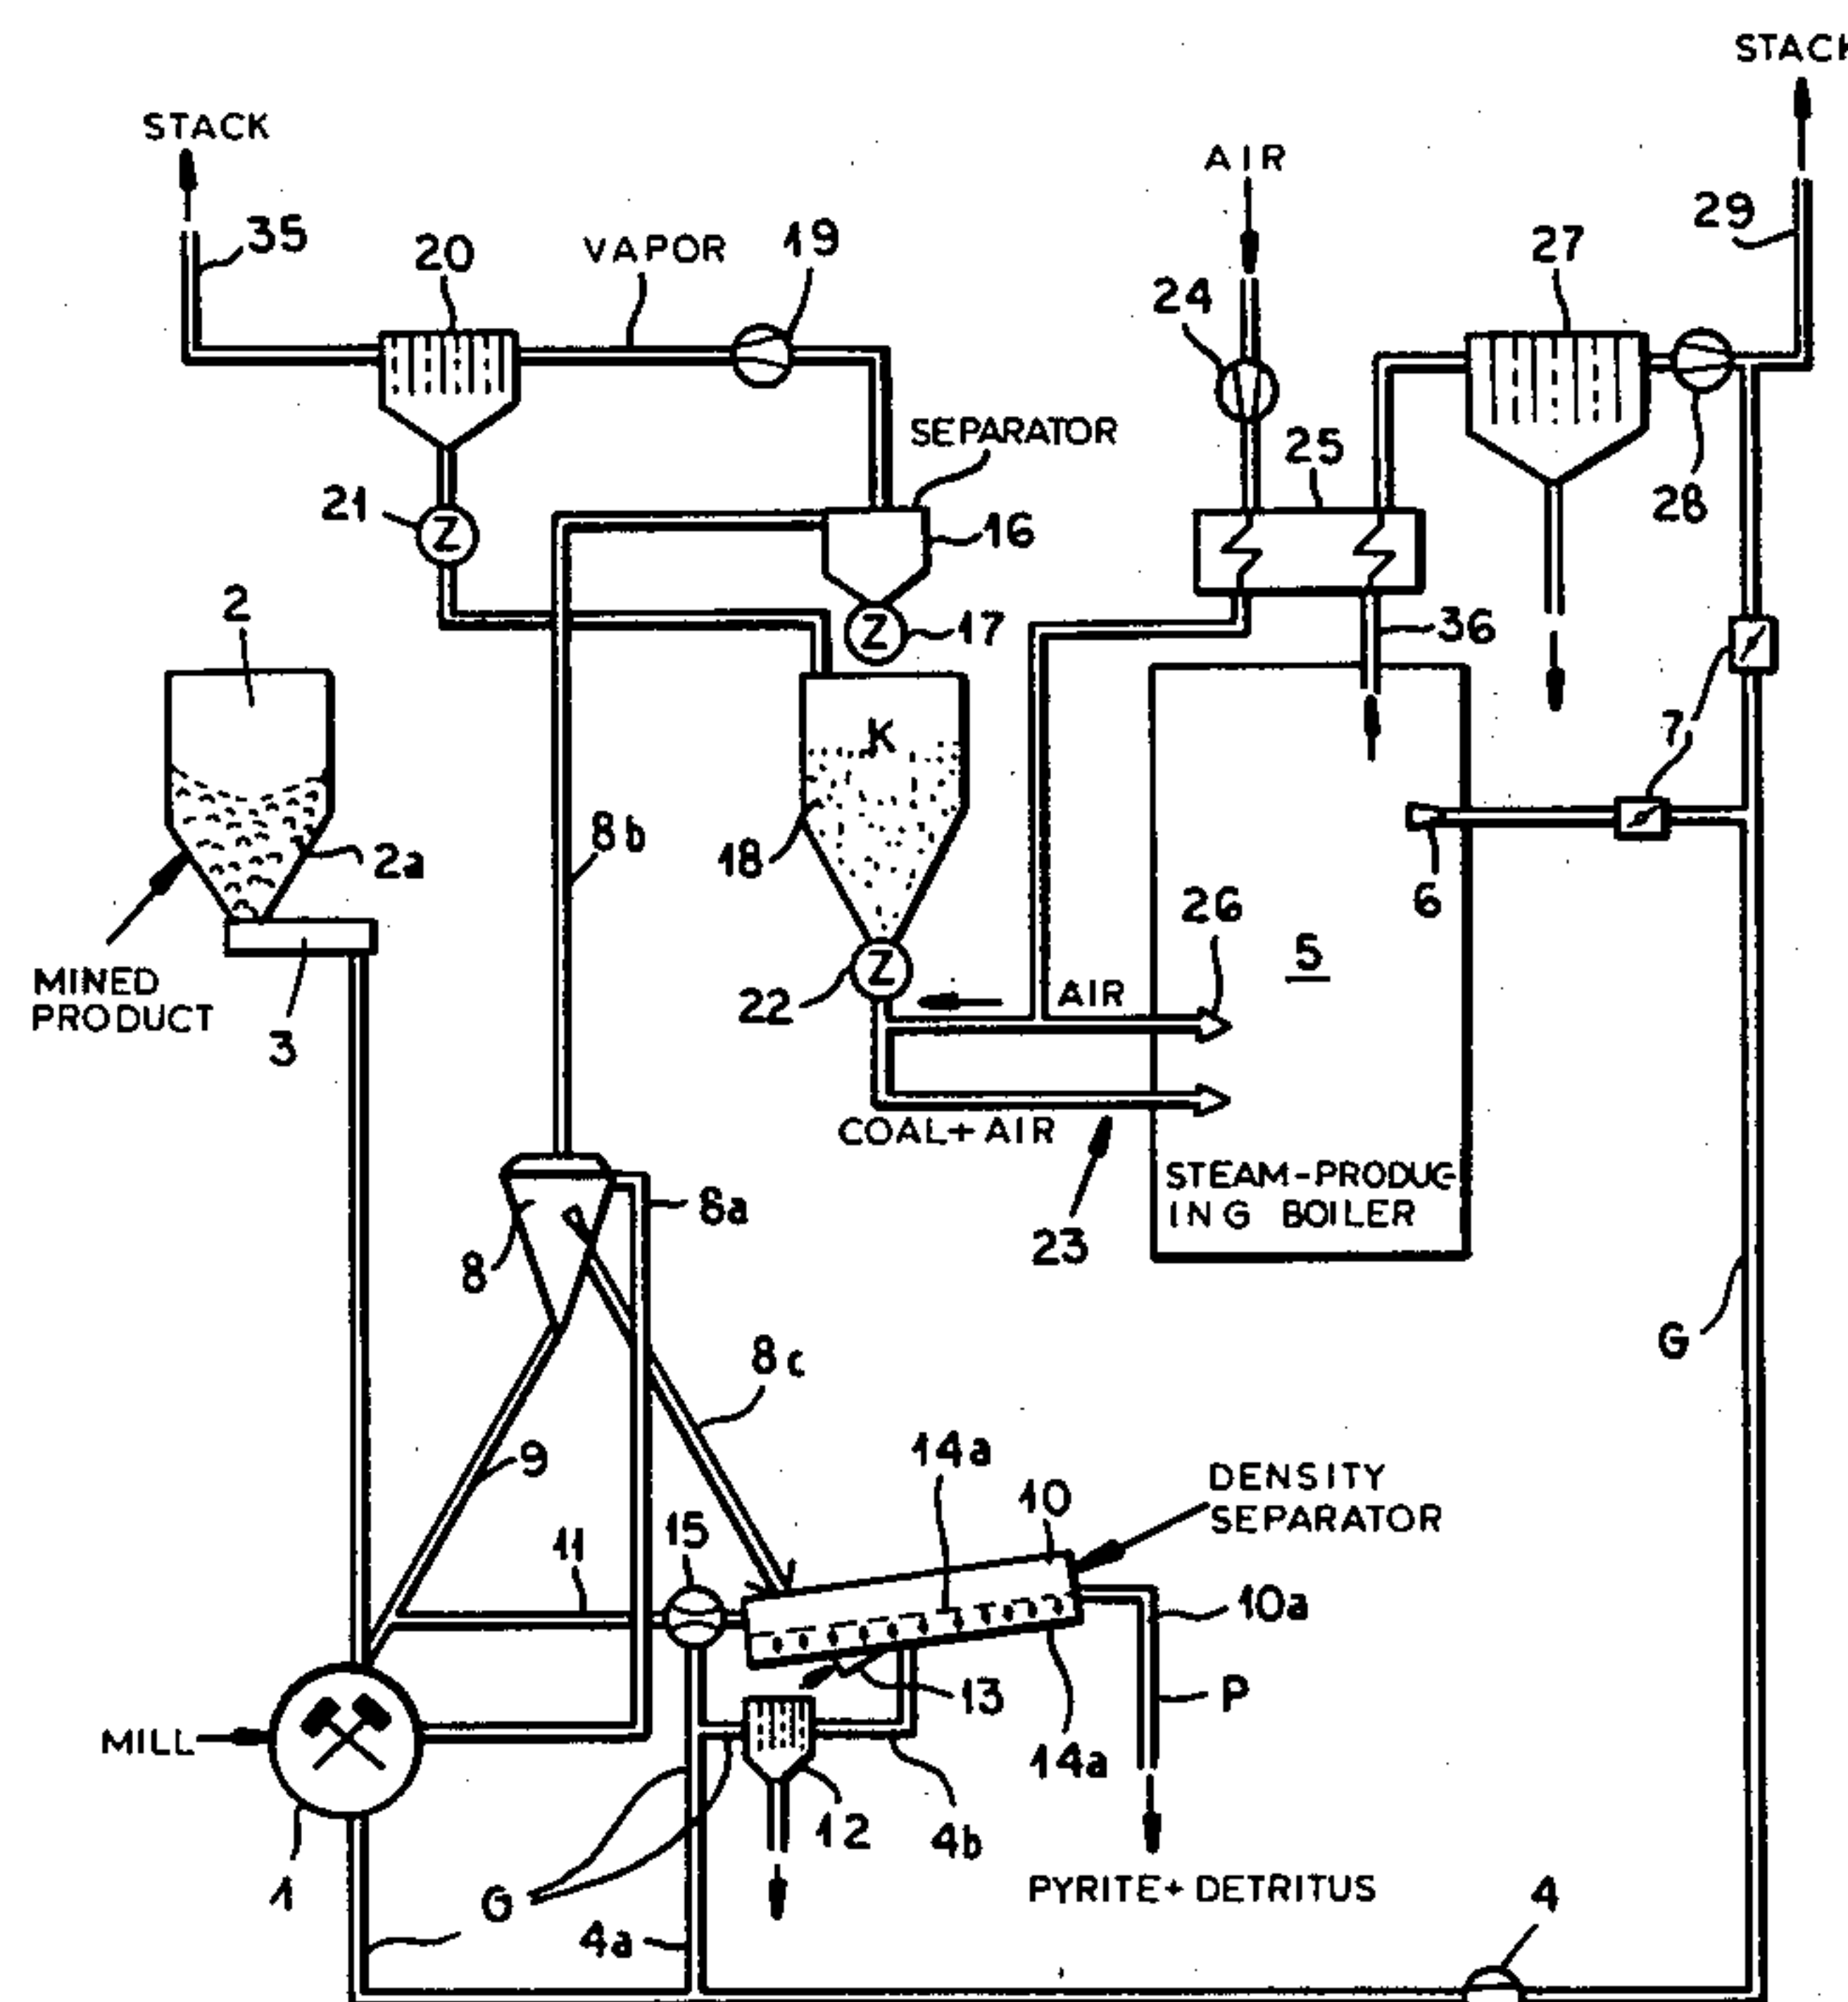 STACK
STACK
AIR
35
20
VAPOR
19
29
27
24
SEPARATOR
25
21
Z
16
28
2
Z
17
36
K
7
8b
2a
18
6
26
5
MINED
PRODUCT
3
22
Z
AIR
COAL+AIR
STEAM-PRODUC-
ING BOILER
8a
23
8
G
8c
9
14a
10
DENSITY
SEPARATOR
11
15
10a
13
P
MILL
14a
12
4b
1
G
PYRITE+DETRITUS
4
4a